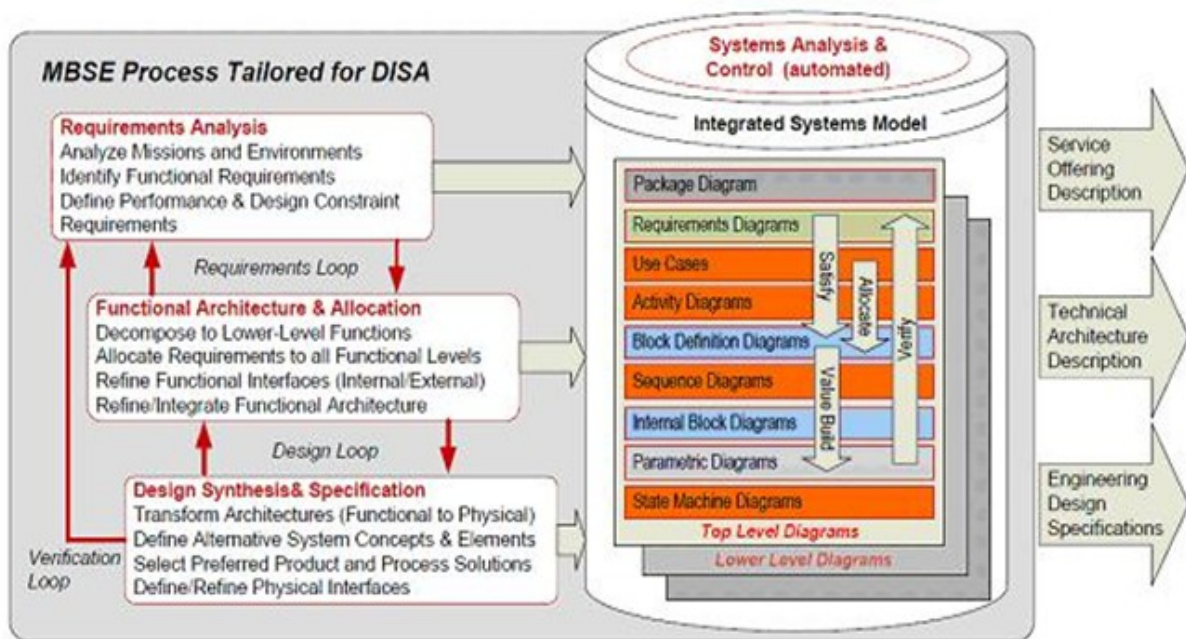 MBSE Process Tailored for DISA
Requirements Analysis
Analyze Missions and Environments
Identify Functional Requirements
Define Performance & Design Constraint
Requirements
Requirements Loop
Functional Architecture & Allocation
Decompose to Lower-Level Functions
Allocate Requirements to all Functional Levels
Refine Functional Interfaces (Internal/External)
Refine/Integrate Functional Architecture
Design Loop
Design Synthesis& Specification
Transform Architectures (Functional to Physical)
Define Alternative System Concepts & Elements
Select Preferred Product and Process Solutions
Define/Refine Physical Interfaces
Verification
Loop
Systems Analysis &
Control (automated)
Integrated Systems Model
Package Diagram
Requirements Diagrams
Use Cases
Activity Diagrams
Block Definition Diagrams
Sequence Diagrams
Internal Block Diagrams
Parametric Diagrams
State Machine Diagrams
Satisfy
Allocate
Verify
Value Build
Top Level Diagrams
Lower Level Diagrams
Service
Offering
Description
Technical
Architecture
Description
Engineering
Design
Specifications